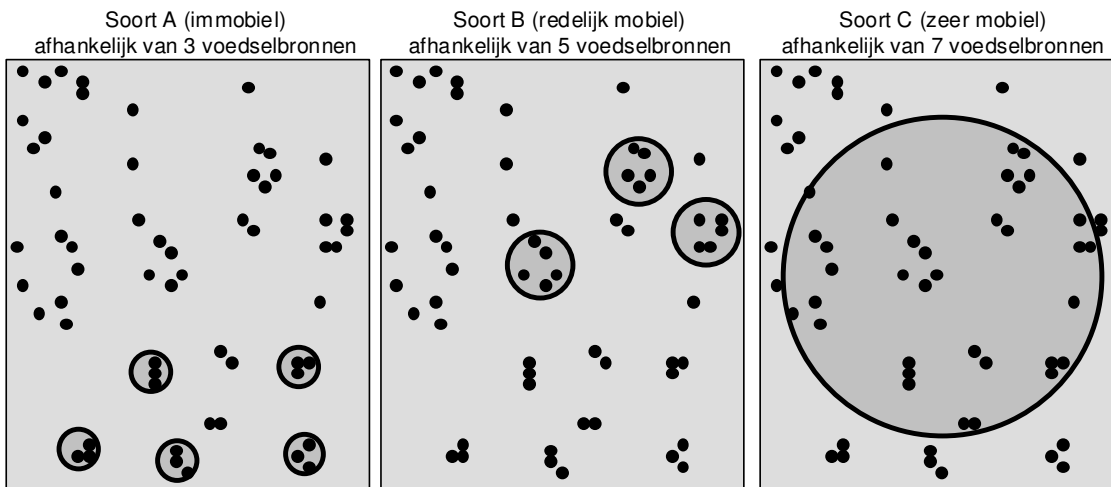 Soort A (immobiel)
afhankelijk van 3 voedselbronnen
Soort B (redelijk mobiel)
afhankelijk van 5 voedselbronnen
Soort C (zeer mobiel)
afhankelijk van 7 voedselbronnen